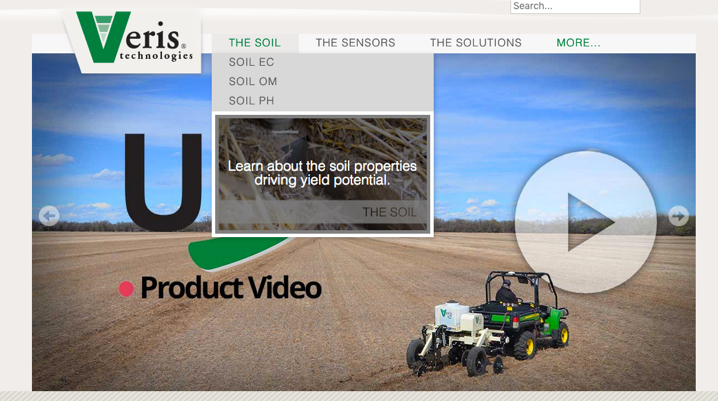 Search...
Veris®
technologies
THE SOIL
THE SENSORS
THE SOLUTIONS
MORE...
SOIL EC
SOIL OM
SOIL PH
Learn about the soil properties
driving yield potential.
THE SOIL
U
Product Video